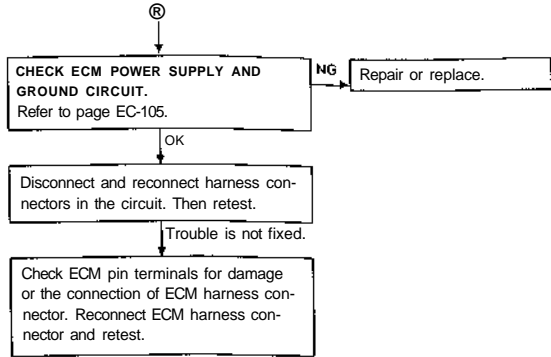 ®
CHECK ECM POWER SUPPLY AND
GROUND CIRCUIT.
Refer to page EC-105.
NG
Repair or replace.
OK
Disconnect and reconnect harness con-
nectors in the circuit. Then retest.
Trouble is not fixed.
Check ECM pin terminals for damage
or the connection of ECM harness con-
nector. Reconnect ECM harness con-
nector and retest.